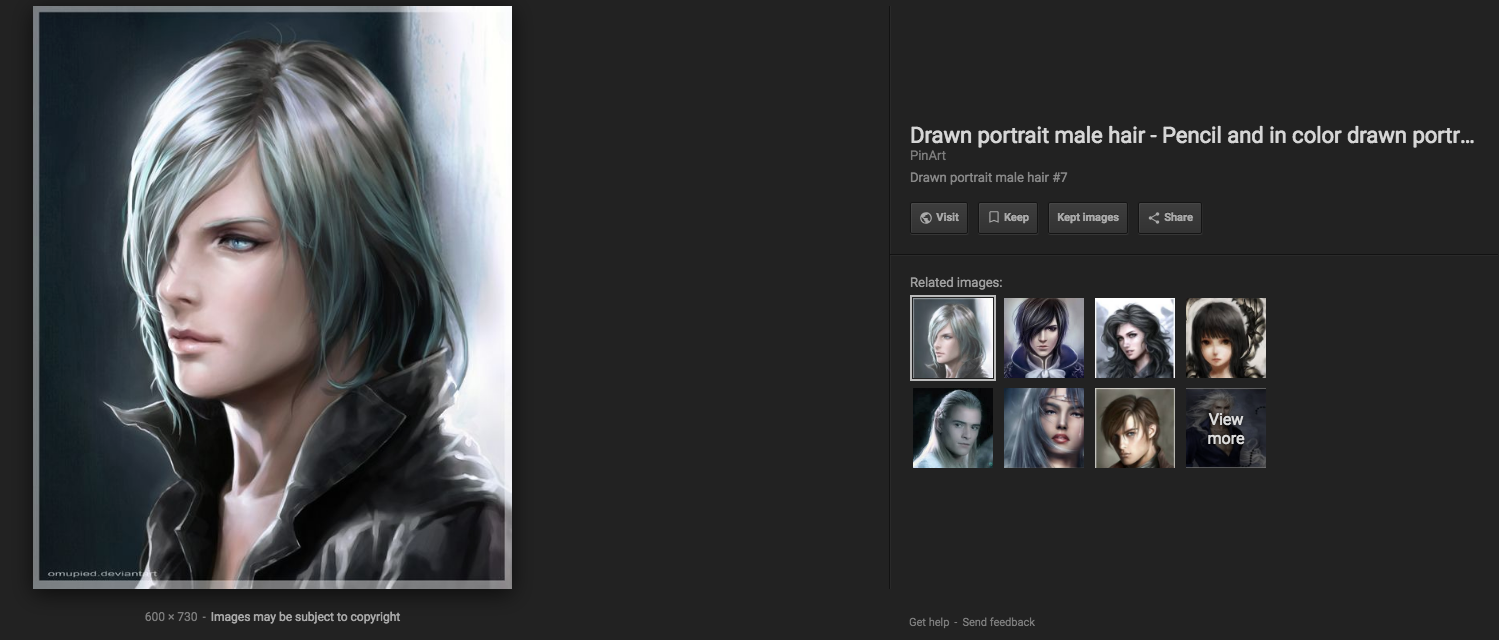 Drawn portrait male hair - Pencil and in color drawn portr...
PinArt
Drawn portrait male hair #7
Visit
Keep
Kept images
Share
Related images:
View
more
omupied.deviantart
600 × 730 - Images may be subject to copyright
Get help - Send feedback